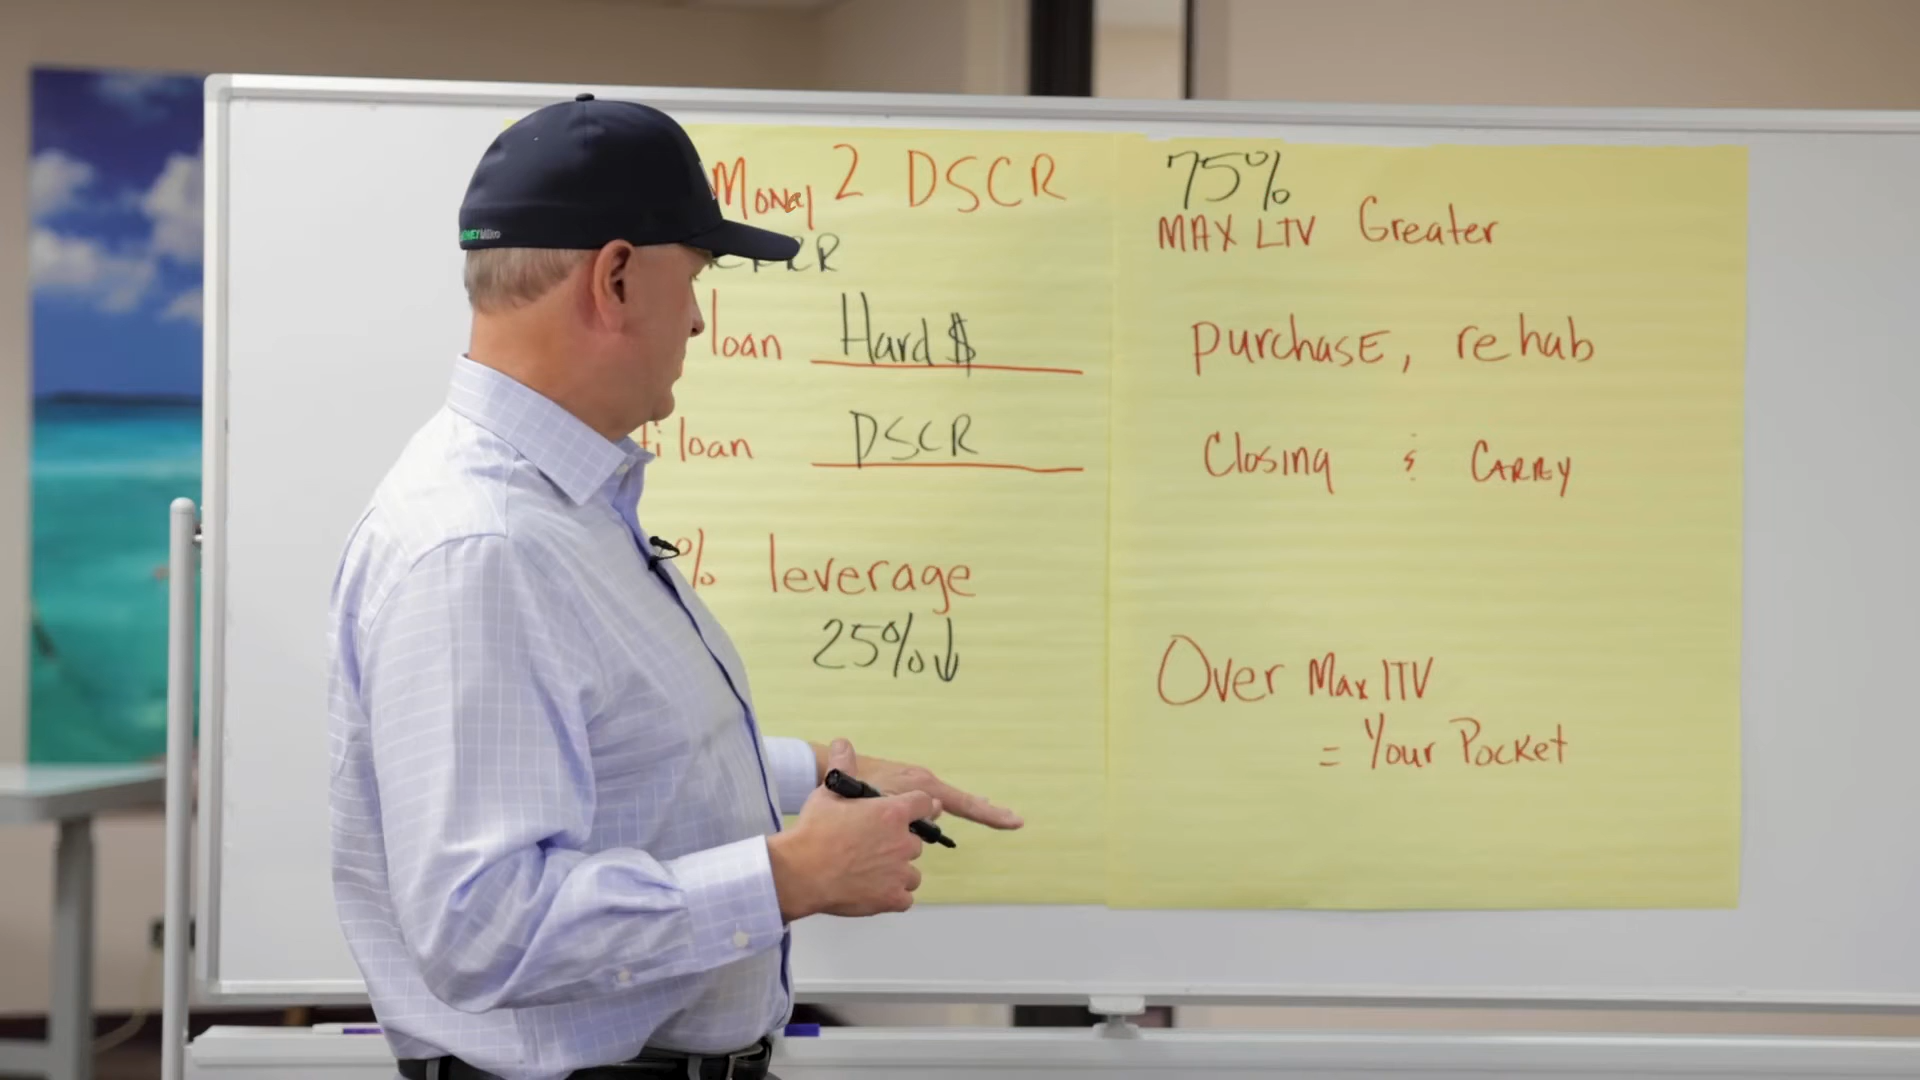 Money 2 DSCR
loan Hard $
loan DSCR
% leverage
25%↓
75%
MAX LTV Greater
purchase, rehab
Closing & CARRY
Over Max lTV
= Your Pocket